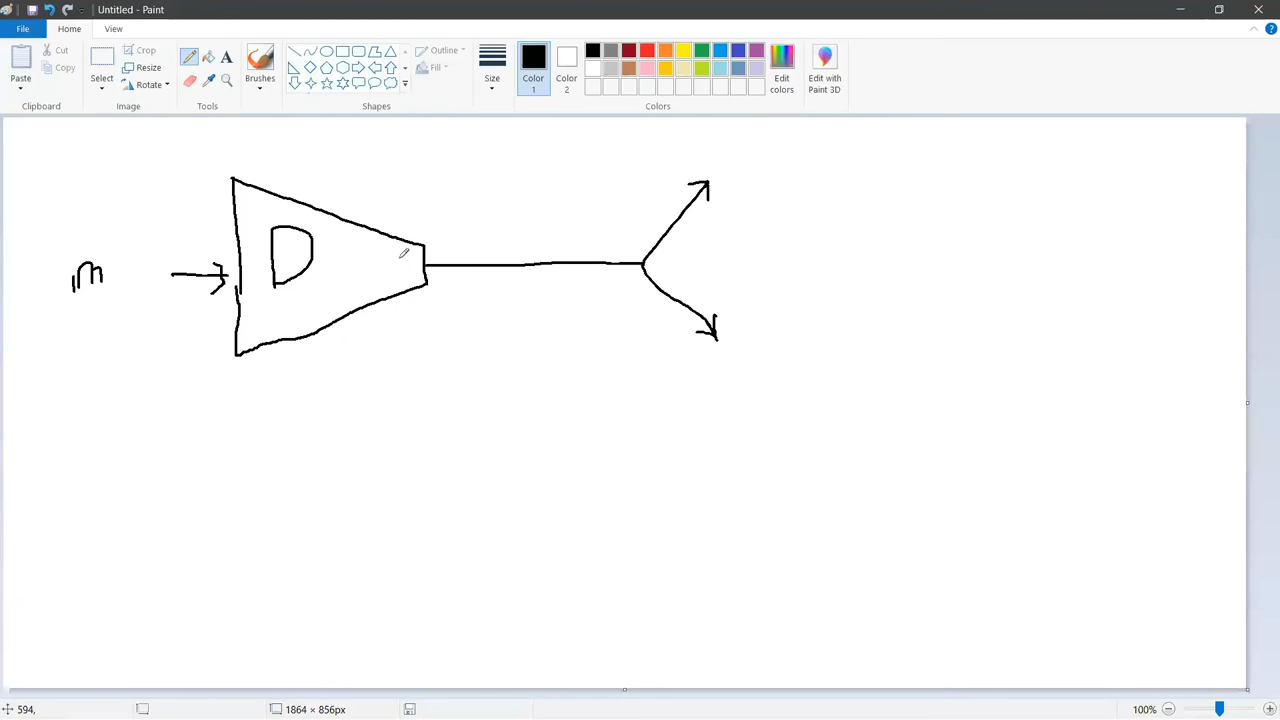 Untitled - Paint
File Home View
Cut
Copy
Paste
Clipboard
Crop
Resize
Rotate
Select
Image
A
Tools
Brushes
Outline
Fill
Shapes
Size
Color
1
Color
2
Edit
colors
Edit with
Paint 3D
Colors
m
D
594,
1864 × 856px
100%